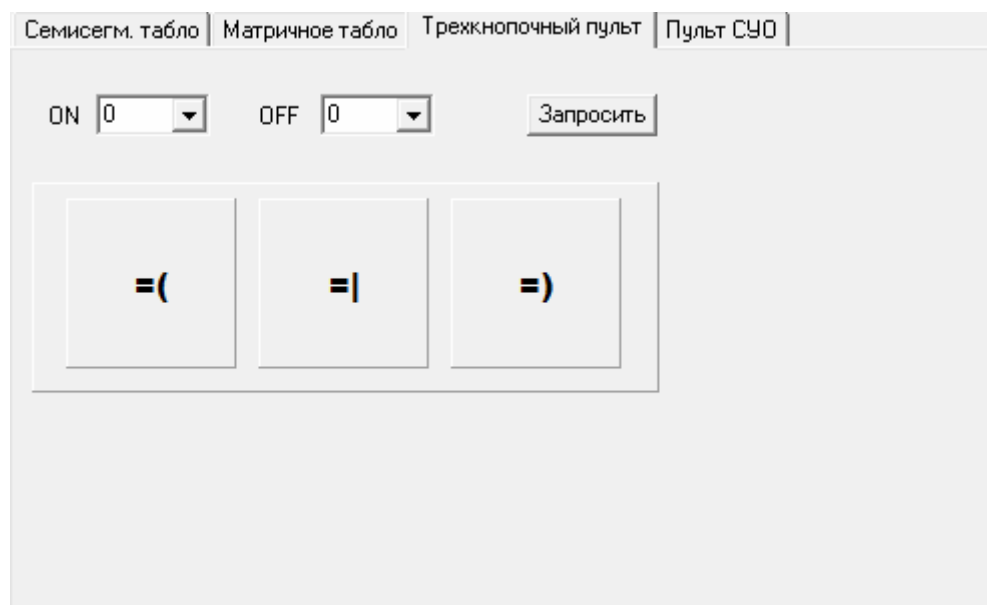 Семисегм. табло Матричное табло Трехкнопочный пульт Пульт СУО
ON 0 OFF 0 Запросить
=( =| =)